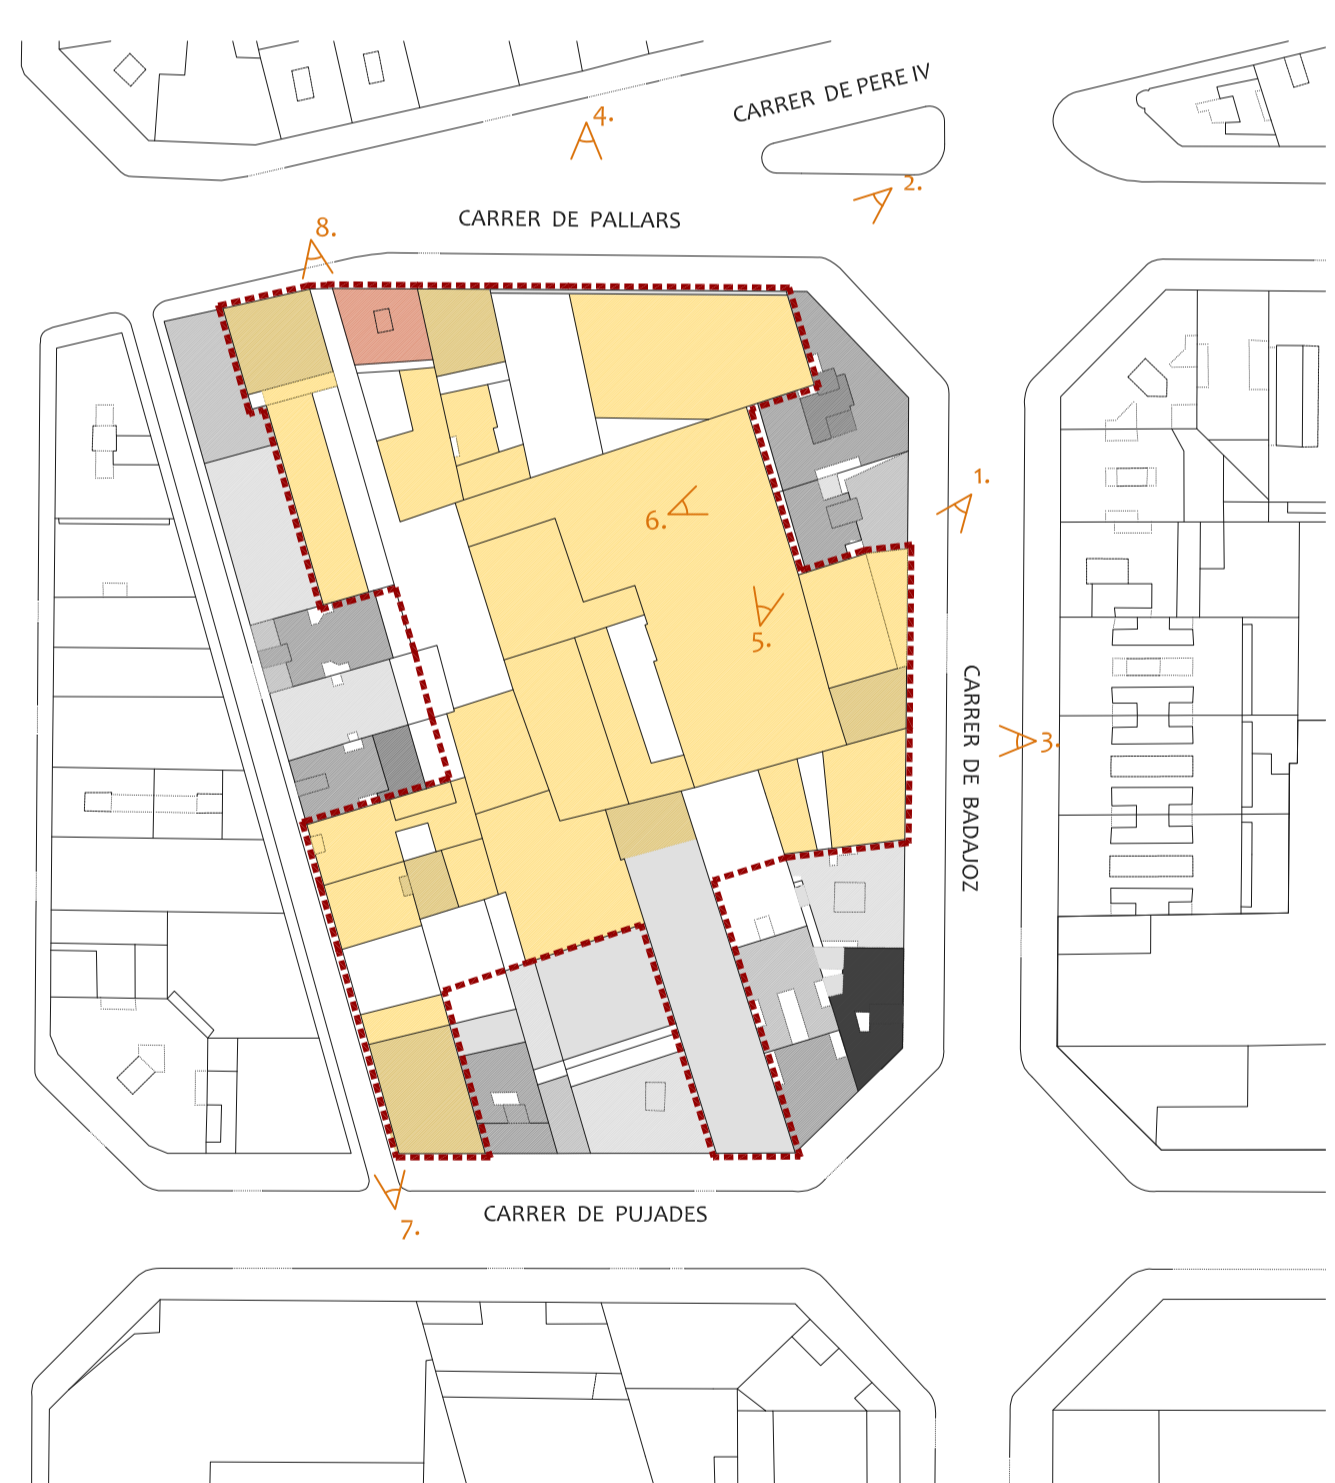 CARRER DE PERE IV
4.
2.
CARRER DE PALLARS
8.
1.
6.
5.
CARRER DE BADAJOZ
3.
7.
CARRER DE PUJADES